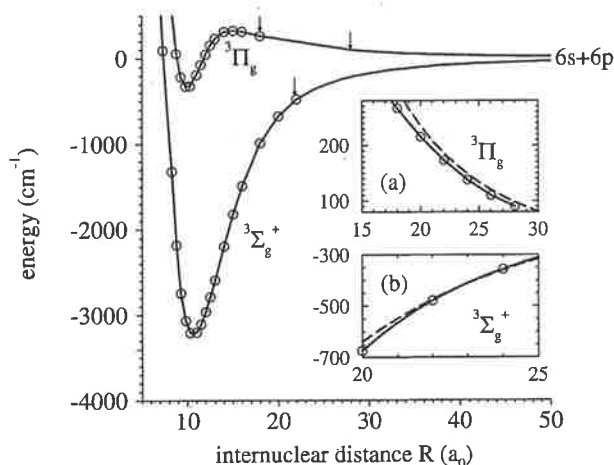 energy (cm⁻¹)
0
-1000
-2000
-3000
-4000
³Πg
³Σg⁺
6s+6p
200
100
(a)
³Πg
15 20 25 30
-300
-500
-700
(b)
³Σg⁺
20 25
10 20 30 40 50
internuclear distance R (a₀)